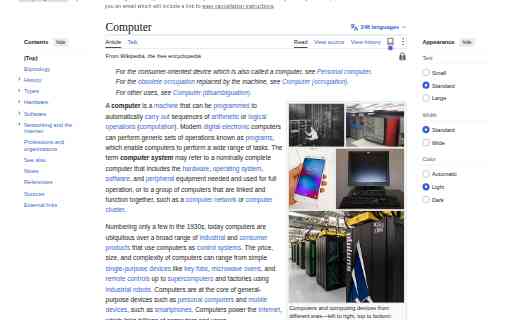 you an email which will include a link to easy cancellation instructions.
Computer
246 languages
Contents hide
Appearance hide
Article Talk
Read View source View history
From Wikipedia, the free encyclopedia
(Top)
Etymology
History
Types
Hardware
Software
Networking and the Internet
Professions and organizations
See also
Notes
References
Sources
External links
For the consumer-oriented device which is also called a computer, see Personal computer.
For the obsolete occupation replaced by the machine, see Computer (occupation).
For other uses, see Computer (disambiguation).
A computer is a machine that can be programmed to
automatically carry out sequences of arithmetic or logical
operations (computation). Modern digital electronic computers
can perform generic sets of operations known as programs,
which enable computers to perform a wide range of tasks. The
term computer system may refer to a nominally complete
computer that includes the hardware, operating system,
software, and peripheral equipment needed and used for full
operation, or to a group of computers that are linked and
function together, such as a computer network or computer
cluster.
Numbering only a few in the 1930s, today computers are
ubiquitous over a broad range of industrial and consumer
products that use computers as control systems. The price,
size, and complexity of computers can range from simple
single-purpose devices like key fobs, microwave ovens, and
remote controls up to supercomputers and factories using
industrial robots. Computers are at the core of general-
purpose devices such as personal computers and mobile
devices, such as smartphones. Computers power the Internet,
Computers and computing devices from
different eras—left to right, top to bottom:
Text
Small
Standard
Large
Width
Standard
Wide
Color
Automatic
Light
Dark